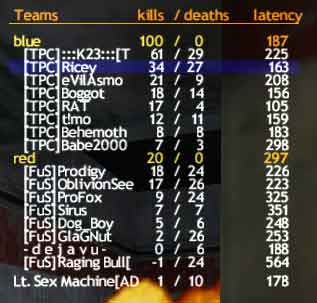 Teams kills / deaths latency
blue 100 / 0 187
[TPC]:::K23:::[T 61 / 29 225
[TPC]Ricey 34 / 27 163
[TPC]eVilAsmo 21 / 9 208
[TPC]Boggot 18 / 14 156
[TPC]RAT 17 / 4 105
[TPC]t!mo 12 / 11 159
[TPC]Behemoth 8 / 8 183
[TPC]Babe2000 7 / 3 298
red 20 / 0 297
[FuS]Prodigy 18 / 24 226
[FuS]OblivionSee 17 / 26 223
[FuS]ProFox 9 / 24 325
[FuS]Sirus 7 / 7 351
[FuS]Dog_Boy 5 / 6 248
[FuS]GlaGNut 2 / 26 253
- d e j a v u - 0 / 6 188
[FuS]Raging Bull[ -1 / 24 564
Lt. Sex Machine[AD 1 / 10 178